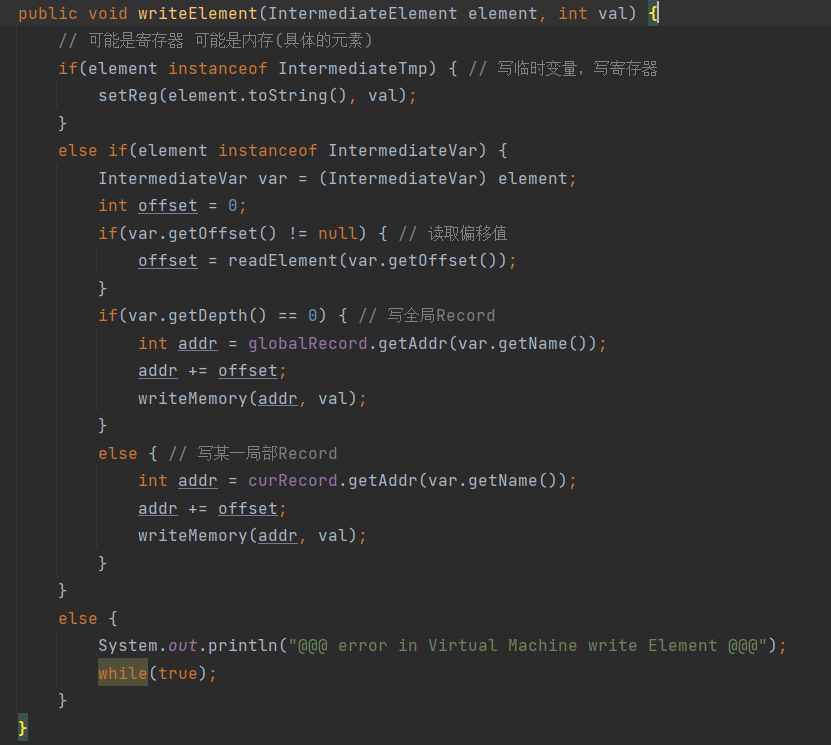 public void writeElement(IntermediateElement element, int val) {
    // 可能是寄存器 可能是内存(具体的元素)
    if(element instanceof IntermediateTmp) { // 写临时变量，写寄存器
        setReg(element.toString(), val);
    }
    else if(element instanceof IntermediateVar) {
        IntermediateVar var = (IntermediateVar) element;
        int offset = 0;
        if(var.getOffset() != null) { // 读取偏移值
            offset = readElement(var.getOffset());
        }
        if(var.getDepth() == 0) { // 写全局Record
            int addr = globalRecord.getAddr(var.getName());
            addr += offset;
            writeMemory(addr, val);
        }
        else { // 写某一局部Record
            int addr = curRecord.getAddr(var.getName());
            addr += offset;
            writeMemory(addr, val);
        }
    }
    else {
        System.out.println("@@@ error in Virtual Machine write Element @@@");
        while(true);
    }
}